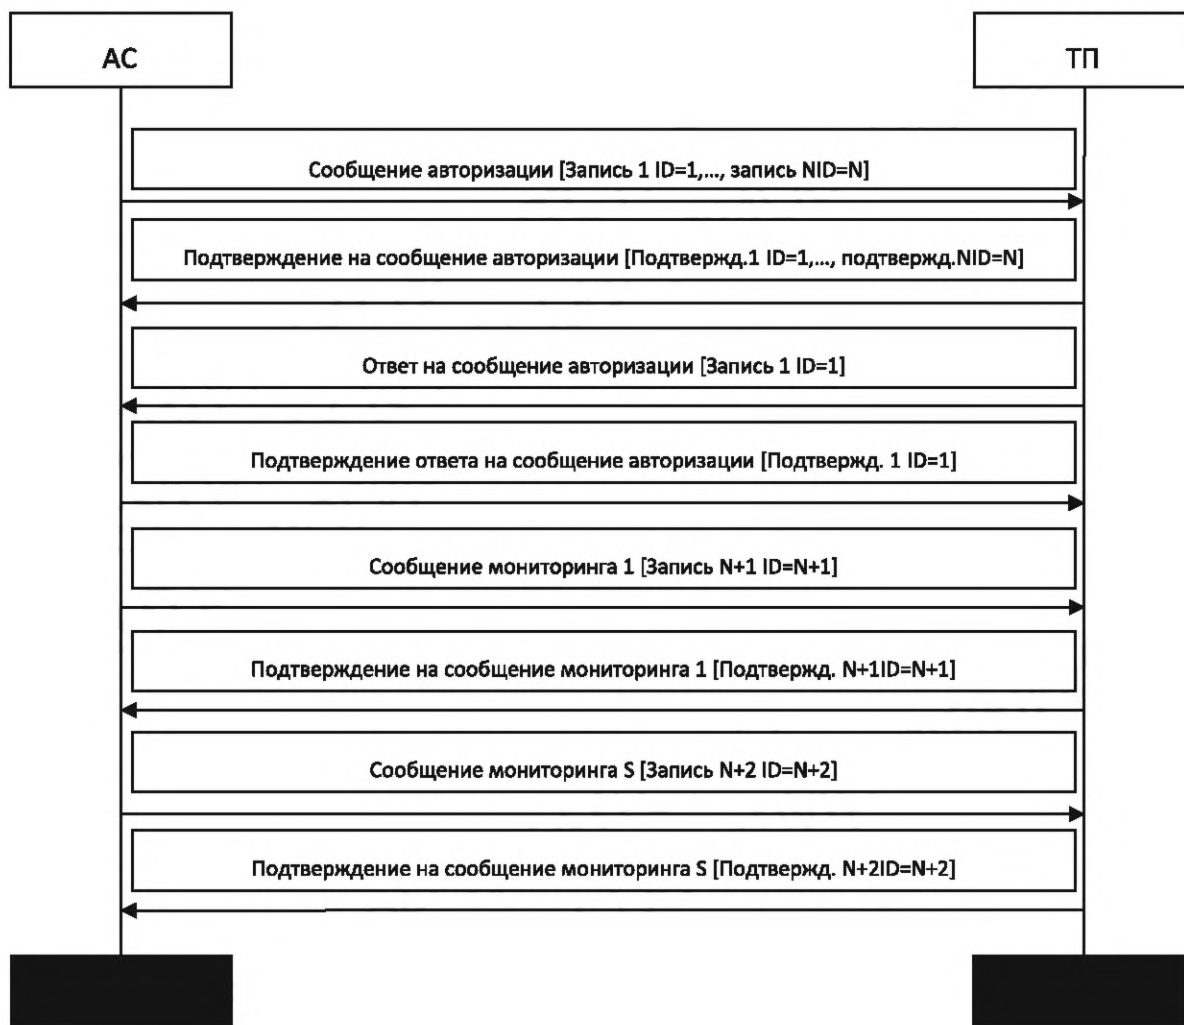 АС
ТП
Сообщение авторизации [Запись 1 ID=1,..., запись NID=N]
Подтверждение на сообщение авторизации [Подтвержд.1 ID=1,..., подтвержд.NID=N]
Ответ на сообщение авторизации [Запись 1 ID=1]
Подтверждение ответа на сообщение авторизации [Подтвержд. 1 ID=1]
Сообщение мониторинга 1 [Запись N+1 ID=N+1]
Подтверждение на сообщение мониторинга 1 [Подтвержд. N+1ID=N+1]
Сообщение мониторинга S [Запись N+2 ID=N+2]
Подтверждение на сообщение мониторинга S [Подтвержд. N+2ID=N+2]